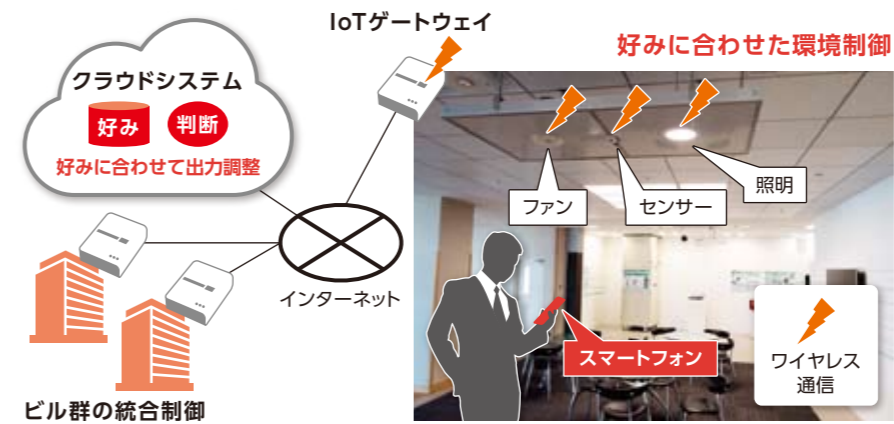 IoTゲートウェイ
好みに合わせた環境制御
クラウドシステム
好み
判断
好みに合わせて出力調整
ファン
センサー
照明
インターネット
スマートフォン
ワイヤレス
通信
ビル群の統合制御